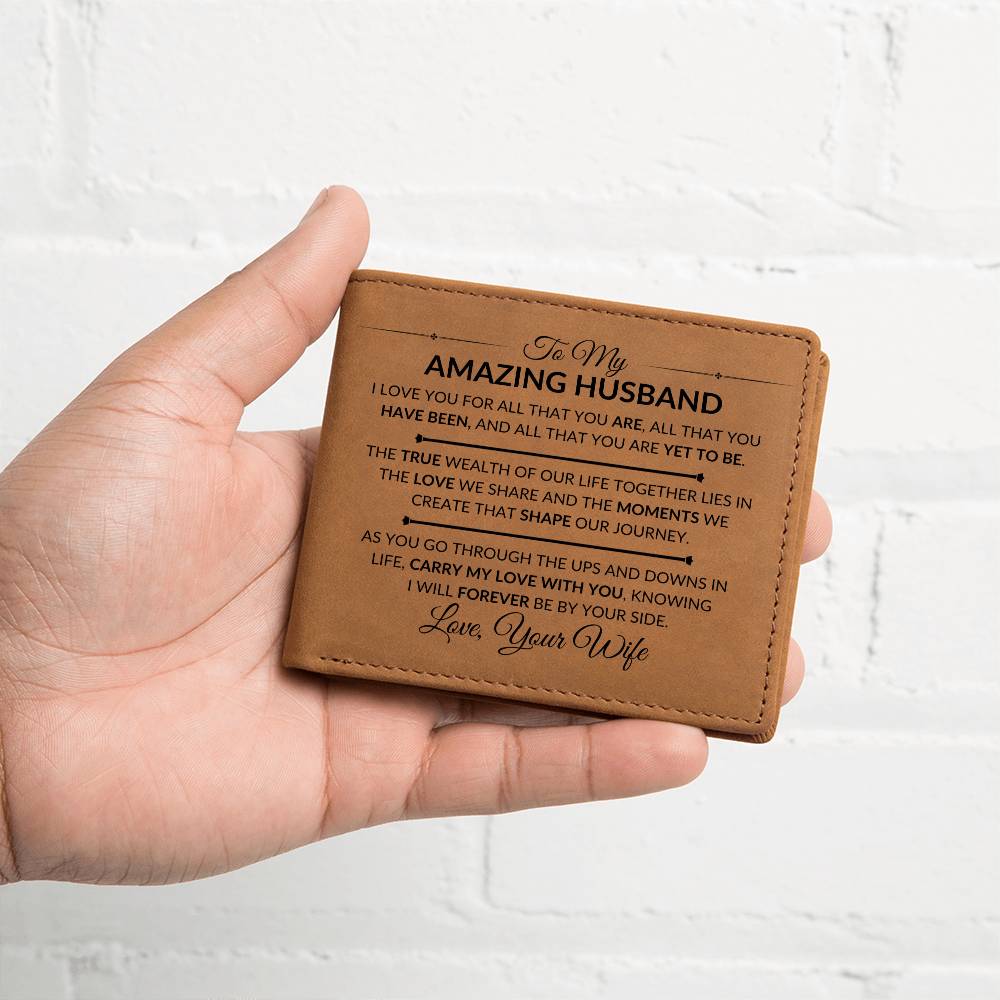 To My
AMAZING HUSBAND
I LOVE YOU FOR ALL THAT YOU ARE, ALL THAT YOU
HAVE BEEN, AND ALL THAT YOU ARE YET TO BE.
THE TRUE WEALTH OF OUR LIFE TOGETHER LIES IN
THE LOVE WE SHARE AND THE MOMENTS WE
CREATE THAT SHAPE OUR JOURNEY.
AS YOU GO THROUGH THE UPS AND DOWNS IN
LIFE, CARRY MY LOVE WITH YOU, KNOWING
I WILL FOREVER BE BY YOUR SIDE.
Love, Your Wife